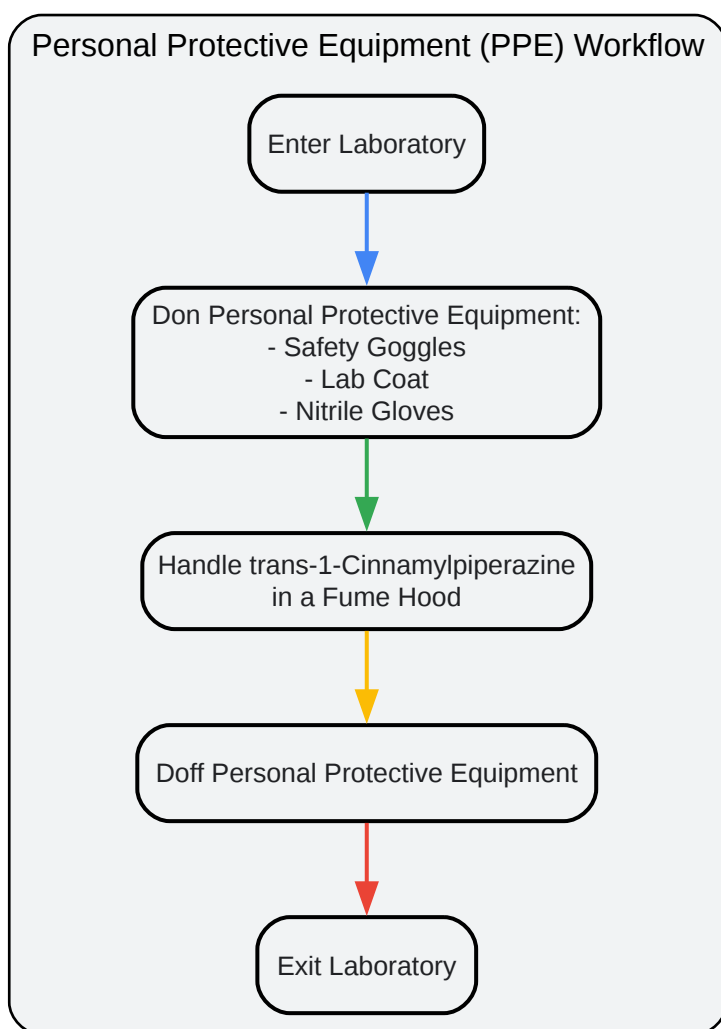 Personal Protective Equipment (PPE) Workflow
Enter Laboratory
Don Personal Protective Equipment:
- Safety Goggles
- Lab Coat
- Nitrile Gloves
Handle trans-1-Cinnamylpiperazine
in a Fume Hood
Doff Personal Protective Equipment
Exit Laboratory